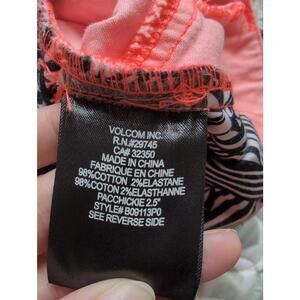 VOLCOM INC.
R.N.#29745
CA# 32350
MADE IN CHINA
FABRIQUE EN CHINE
98%COTTON 2%ELASTANE
98%COTON 2%ELASTHANNE
PACCHICKIE 2.5"
STYLE# B09113P0
SEE REVERSE SIDE